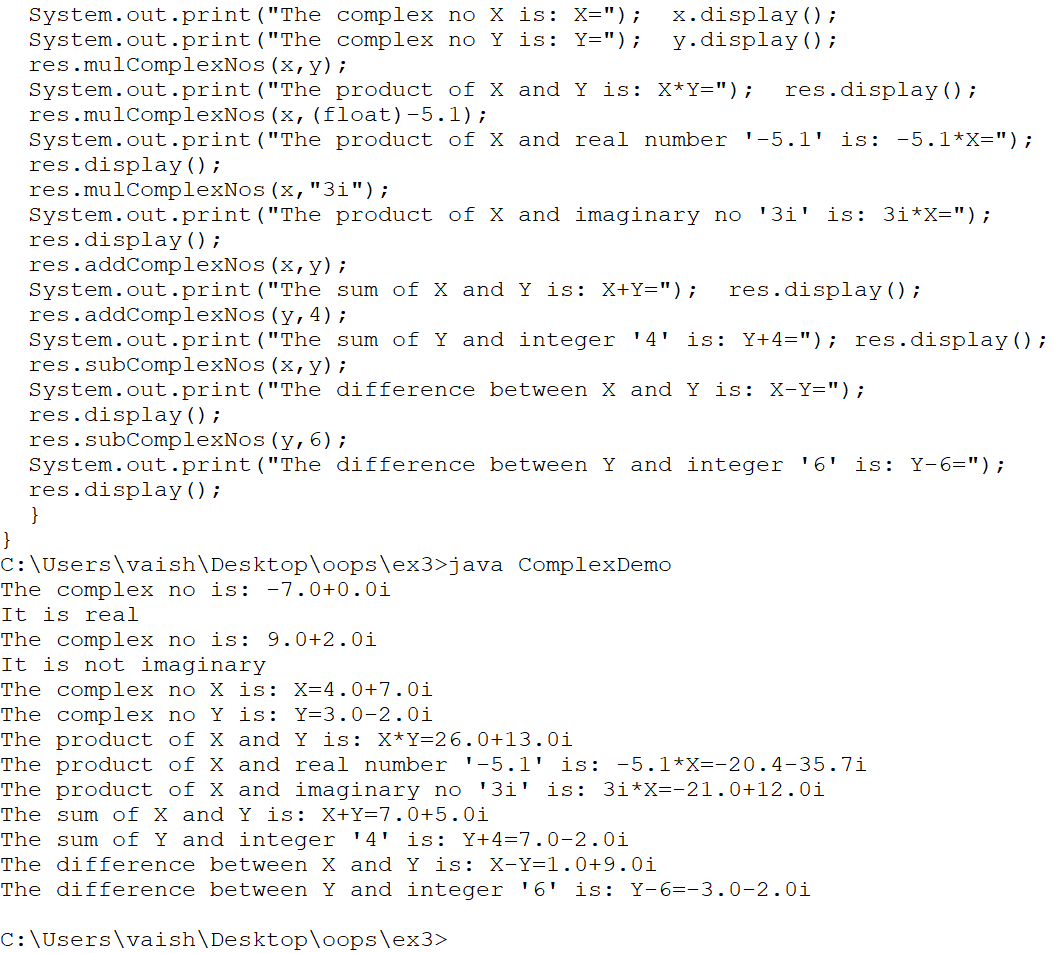 System.out.print("The complex no X is: X=");  x.display();
System.out.print("The complex no Y is: Y=");  y.display();
res.mulComplexNos(x,y);
System.out.print("The product of X and Y is: X*Y=");  res.display();
res.mulComplexNos(x,(float)-5.1);
System.out.print("The product of X and real number '-5.1' is: -5.1*X=");
res.display();
res.mulComplexNos(x,"3i");
System.out.print("The product of X and imaginary no '3i' is: 3i*X=");
res.display();
res.addComplexNos(x,y);
System.out.print("The sum of X and Y is: X+Y=");  res.display();
res.addComplexNos(y,4);
System.out.print("The sum of Y and integer '4' is: Y+4="); res.display();
res.subComplexNos(x,y);
System.out.print("The difference between X and Y is: X-Y=");
res.display();
res.subComplexNos(y,6);
System.out.print("The difference between Y and integer '6' is: Y-6=");
res.display();
}
}
C:\Users\vaish\Desktop\oops\ex3>java ComplexDemo
The complex no is: -7.0+0.0i
It is real
The complex no is: 9.0+2.0i
It is not imaginary
The complex no X is: X=4.0+7.0i
The complex no Y is: Y=3.0-2.0i
The product of X and Y is: X*Y=26.0+13.0i
The product of X and real number '-5.1' is: -5.1*X=-20.4-35.7i
The product of X and imaginary no '3i' is: 3i*X=-21.0+12.0i
The sum of X and Y is: X+Y=7.0+5.0i
The sum of Y and integer '4' is: Y+4=7.0-2.0i
The difference between X and Y is: X-Y=1.0+9.0i
The difference between Y and integer '6' is: Y-6=-3.0-2.0i
C:\Users\vaish\Desktop\oops\ex3>